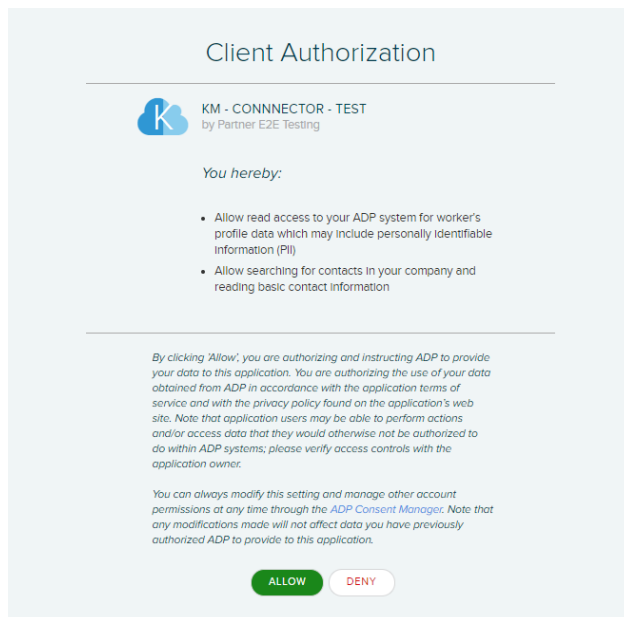 Client Authorization
K
KM - CONNNECTOR - TEST
by Partner E2E Testing
You hereby:
• Allow read access to your ADP system for worker's
profile data which may include personally identifiable
information (PII)
• Allow searching for contacts in your company and
reading basic contact information
By clicking 'Allow', you are authorizing and instructing ADP to provide
your data to this application. You are authorizing the use of your data
obtained from ADP in accordance with the application terms of
service and with the privacy policy found on the application's web
site. Note that application users may be able to perform actions
and/or access data that they would otherwise not be authorized to
do within ADP systems; please verify access controls with the
application owner.
You can always modify this setting and manage other account
permissions at any time through the ADP Consent Manager. Note that
any modifications made will not affect data you have previously
authorized ADP to provide to this application.
ALLOW DENY